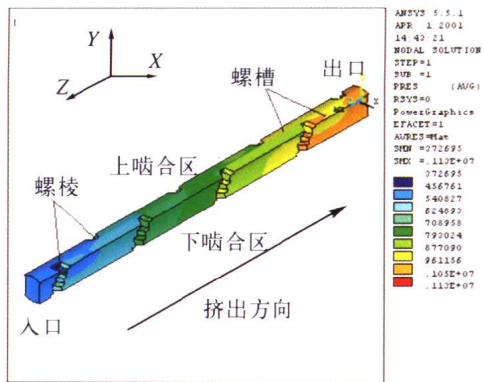 1
Y
X
Z
出口
螺槽
x
上啮合区
螺棱
下啮合区
挤出方向
入口
ANSYS 5.5.1
APR 1 2001
14:43:21
NODAL SOLUTION
STEP=1
SUB =1
PRES (AVG)
RSYS=0
PowerGraphics
EFACET=1
AVRES=Mat
SMN =372695
SMX =.113E+07
372695
456761
540827
624893
708958
793024
877090
961156
.105E+07
.113E+07